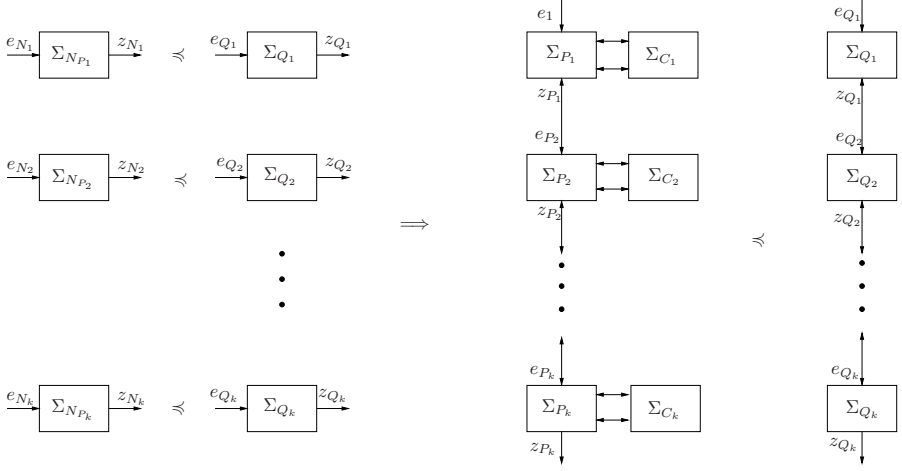 e_{N_1} Σ_{N_{P_1}} z_{N_1} ≼ e_{Q_1} Σ_{Q_1} z_{Q_1}
e_{N_2} Σ_{N_{P_2}} z_{N_2} ≼ e_{Q_2} Σ_{Q_2} z_{Q_2}
e_{N_k} Σ_{N_{P_k}} z_{N_k} ≼ e_{Q_k} Σ_{Q_k} z_{Q_k}
⟹
e_1
Σ_{P_1} Σ_{C_1}
z_{P_1}
e_{P_2}
Σ_{P_2} Σ_{C_2}
z_{P_2}
e_{P_k}
Σ_{P_k} Σ_{C_k}
z_{P_k}
≼
e_{Q_1}
Σ_{Q_1}
z_{Q_1}
e_{Q_2}
Σ_{Q_2}
z_{Q_2}
e_{Q_k}
Σ_{Q_k}
z_{Q_k}